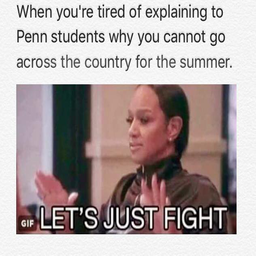 When you're tired of explaining to
Penn students why you cannot go
across the country for the summer.
GIF LET'S JUST FIGHT